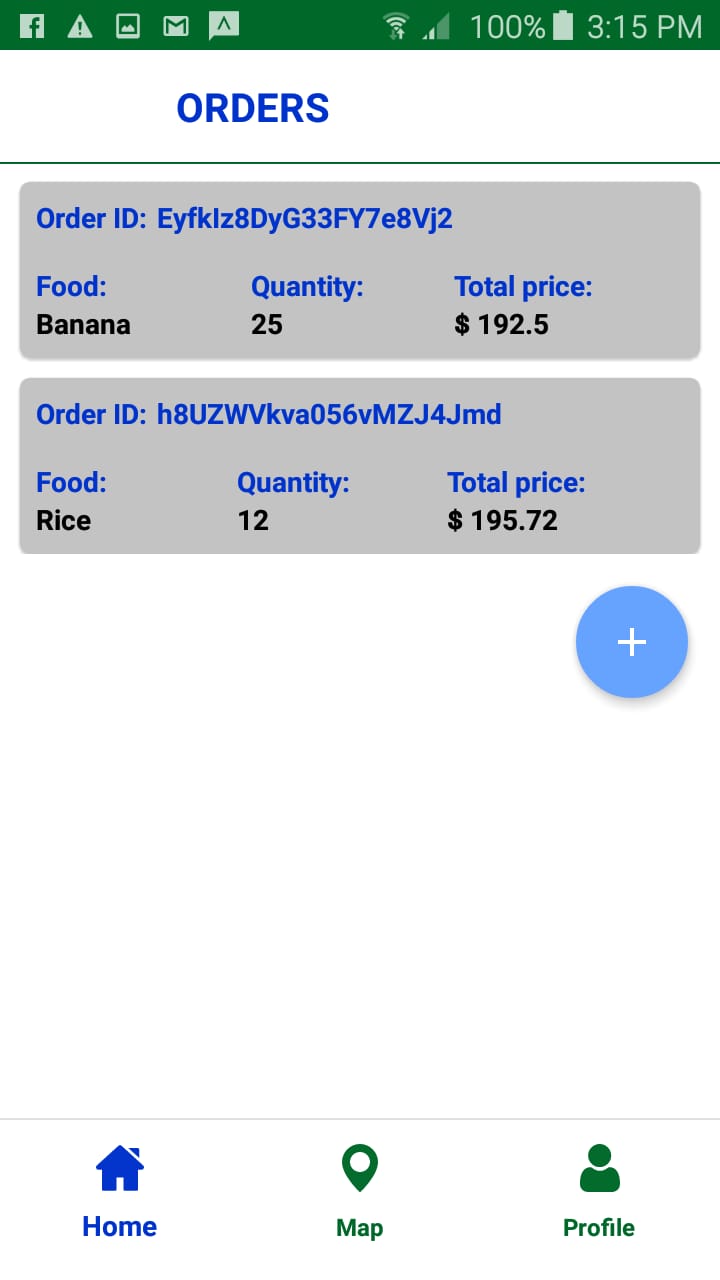 100% 3:15 PM
ORDERS
Order ID: EyfkIz8DyG33FY7e8Vj2
Food: Quantity: Total price:
Banana 25 $ 192.5
Order ID: h8UZWVkva056vMZJ4Jmd
Food: Quantity: Total price:
Rice 12 $ 195.72
+
Home Map Profile